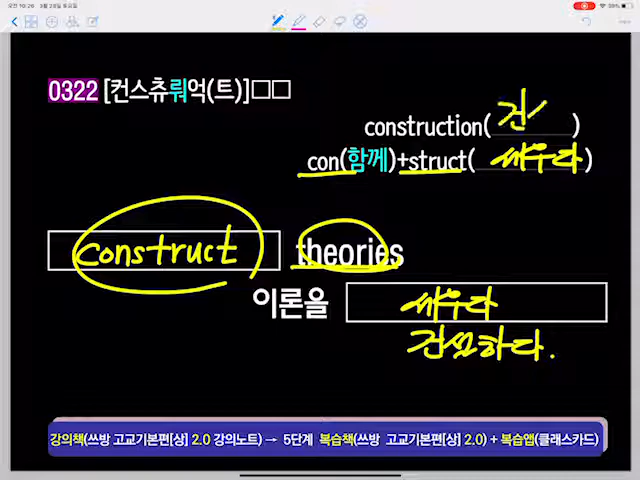 오전 10:26 3월 28일 토요일
39%
0322 [컨스츄뤄억(트)]□□
construction(건스)
con(함께)+struct(세우다)
construct theories
이론을 세우다
건설하다.
강의책(쓰방 고교기본편[상] 2.0 강의노트) → 5단계 복습책(쓰방 고교기본편[상] 2.0) + 복습앱(클래스카드)